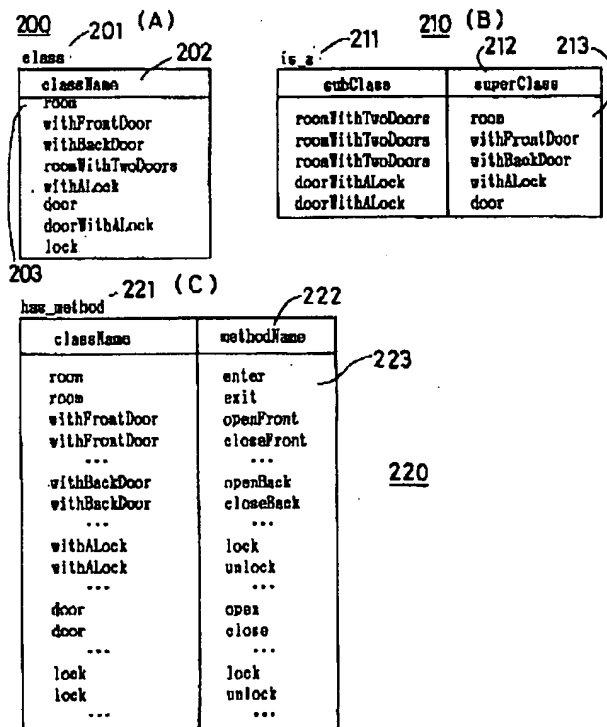 200 201 (A)
class 202
className
room
withFrontDoor
withBackDoor
roomWithTwoDoors
withALock
door
doorWithALock
lock
203
210 (B)
is_a 211 212 213
subClass superClass
roomWithTwoDoors room
roomWithTwoDoors withFrontDoor
roomWithTwoDoors withBackDoor
doorWithALock withALock
doorWithALock door
221 (C)
has_method 222
className methodName
223
room enter
room exit
withFrontDoor openFront
withFrontDoor closeFront
... ...
withBackDoor openBack
withBackDoor closeBack
... ...
withALock lock
withALock unlock
... ...
door open
door close
... ...
lock lock
lock unlock
... ...
220